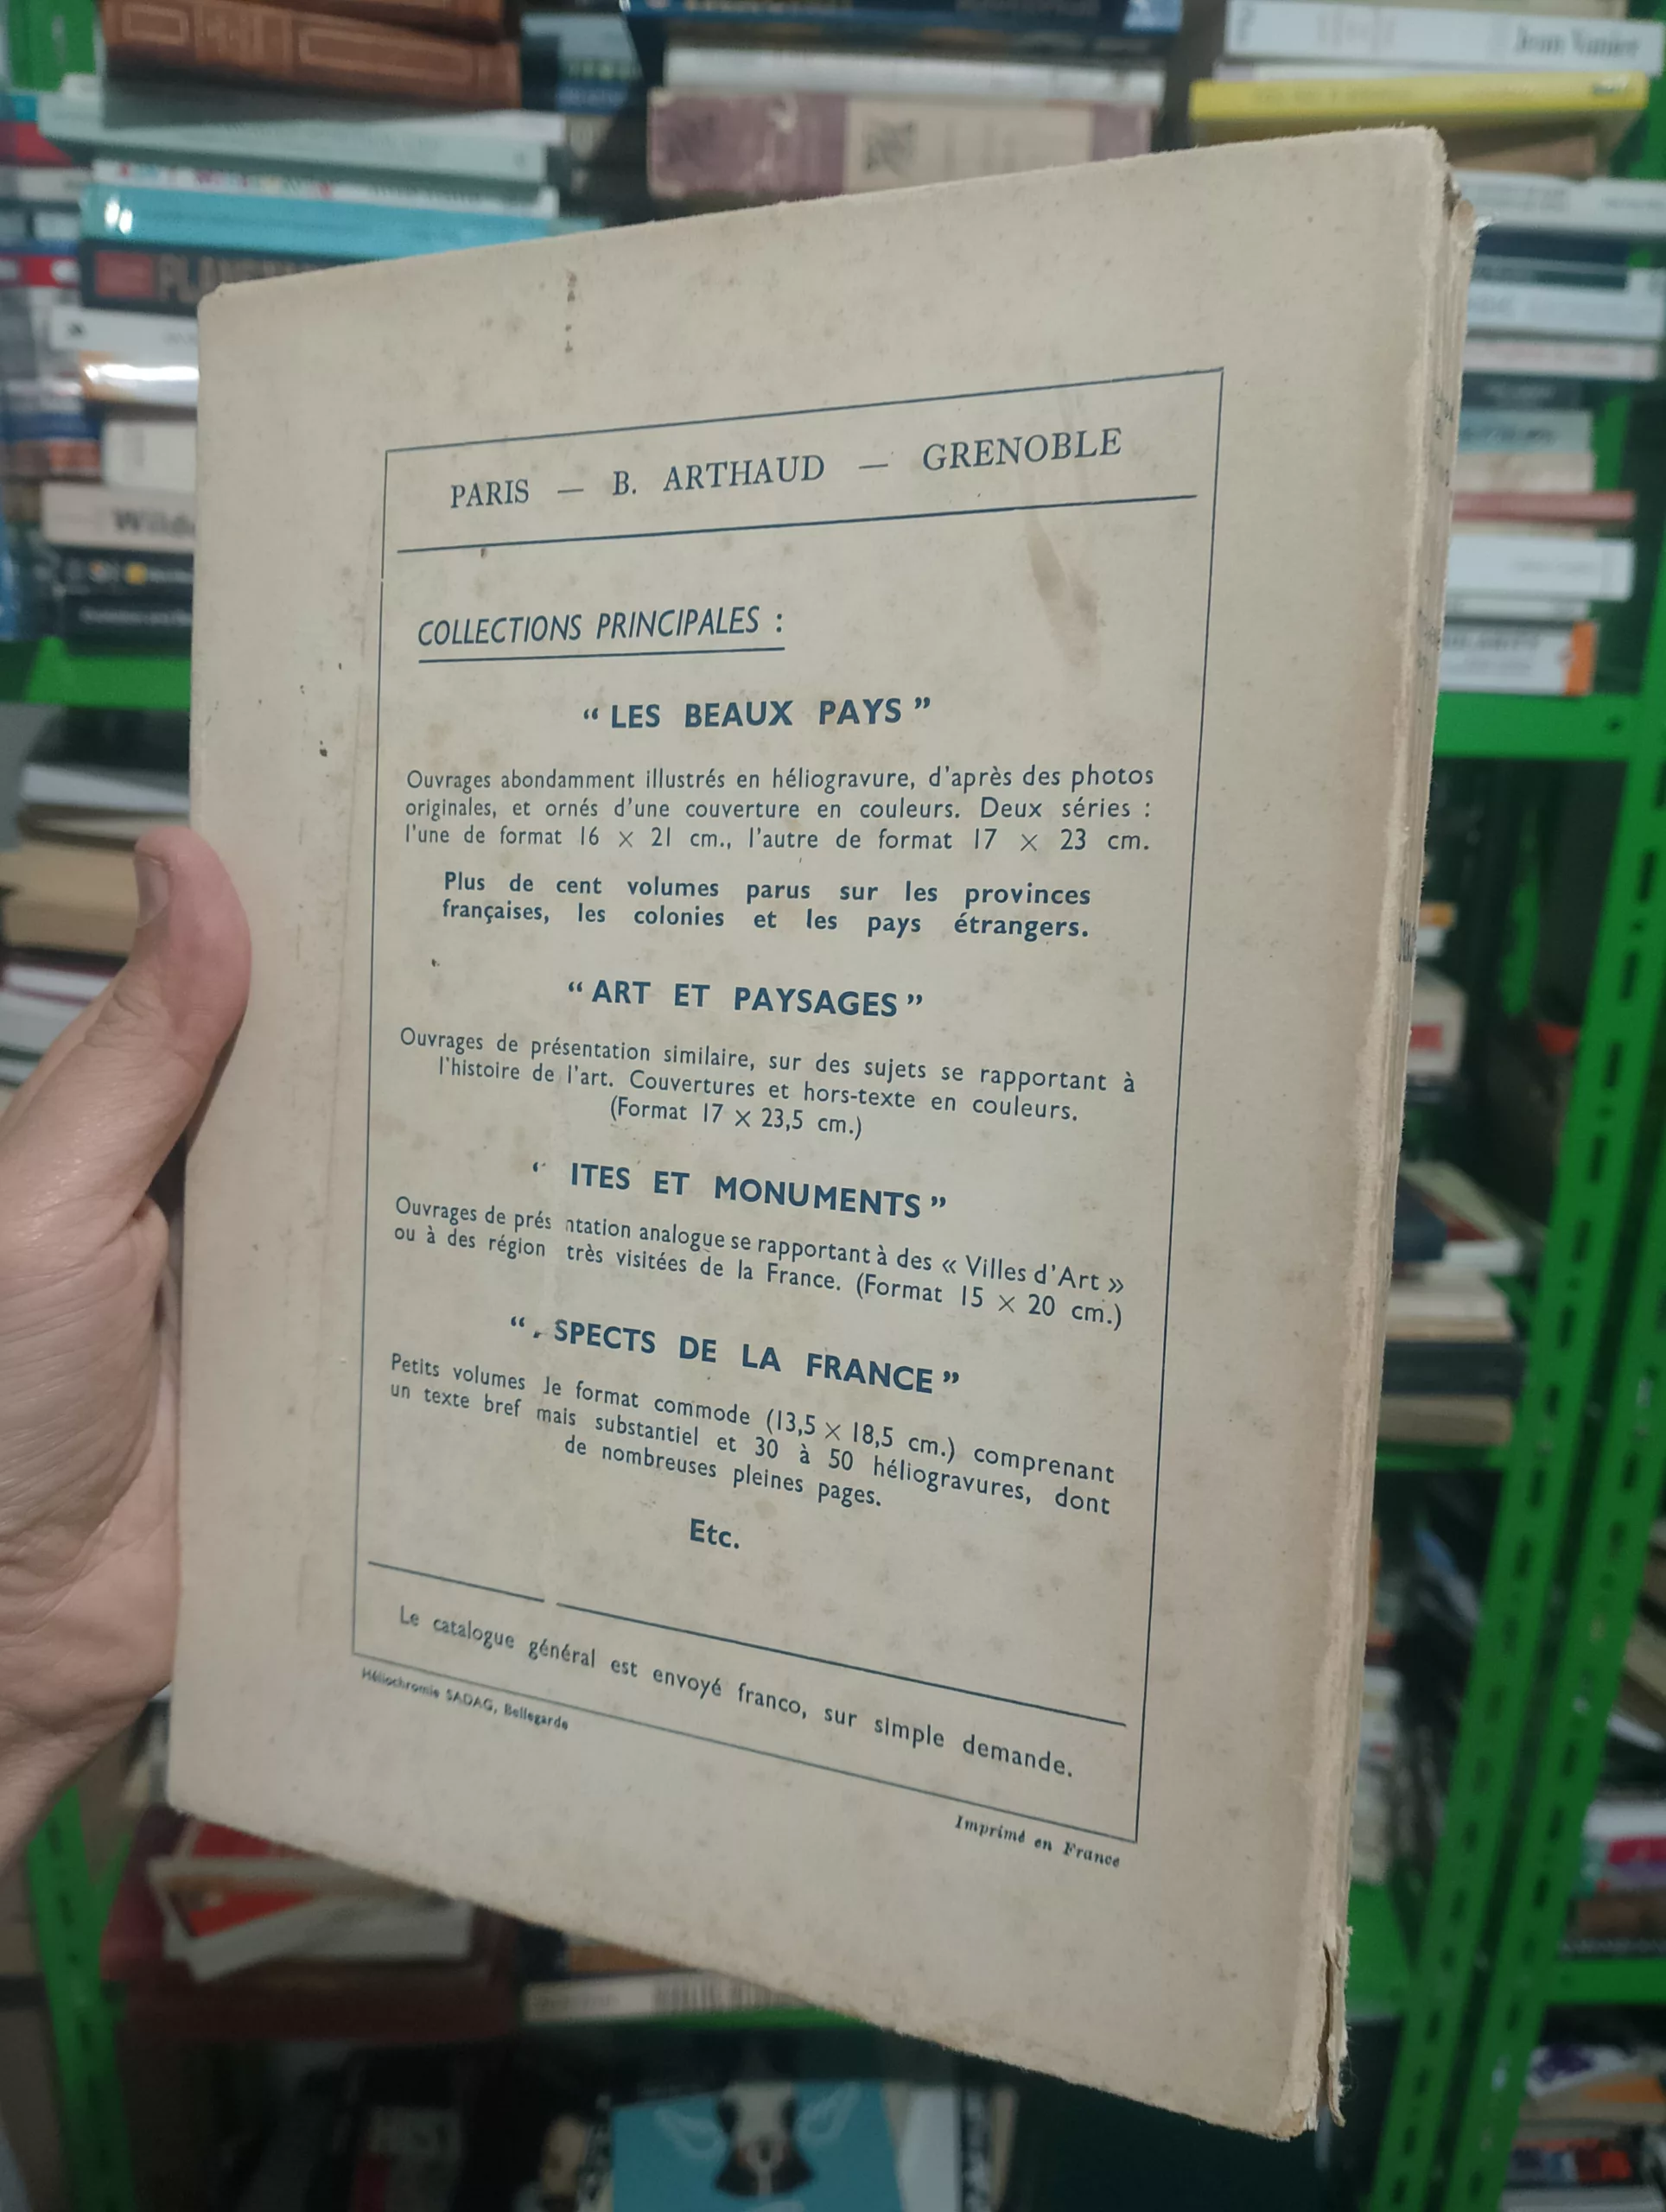 Jean Vanier
PARIS — B. ARTHAUD — GRENOBLE
COLLECTIONS PRINCIPALES :
“ LES BEAUX PAYS ”
Ouvrages abondamment illustrés en héliogravure, d'après des photos
originales, et ornés d'une couverture en couleurs. Deux séries :
l'une de format 16 × 21 cm., l'autre de format 17 × 23 cm.
Plus de cent volumes parus sur les provinces
françaises, les colonies et les pays étrangers.
“ ART ET PAYSAGES ”
Ouvrages de présentation similaire, sur des sujets se rapportant à
l'histoire de l'art. Couvertures et hors-texte en couleurs.
(Format 17 × 23,5 cm.)
“ ITES ET MONUMENTS ”
Ouvrages de prés ntation analogue se rapportant à des « Villes d'Art »
ou à des région très visitées de la France. (Format 15 × 20 cm.)
“ SPECTS DE LA FRANCE ”
Petits volumes de format commode (13,5 × 18,5 cm.) comprenant
un texte bref mais substantiel et 30 à 50 héliogravures, dont
de nombreuses pleines pages.
Etc.
Le catalogue général est envoyé franco, sur simple demande.
Héliochromie SADAG, Bellegarde
Imprimé en France